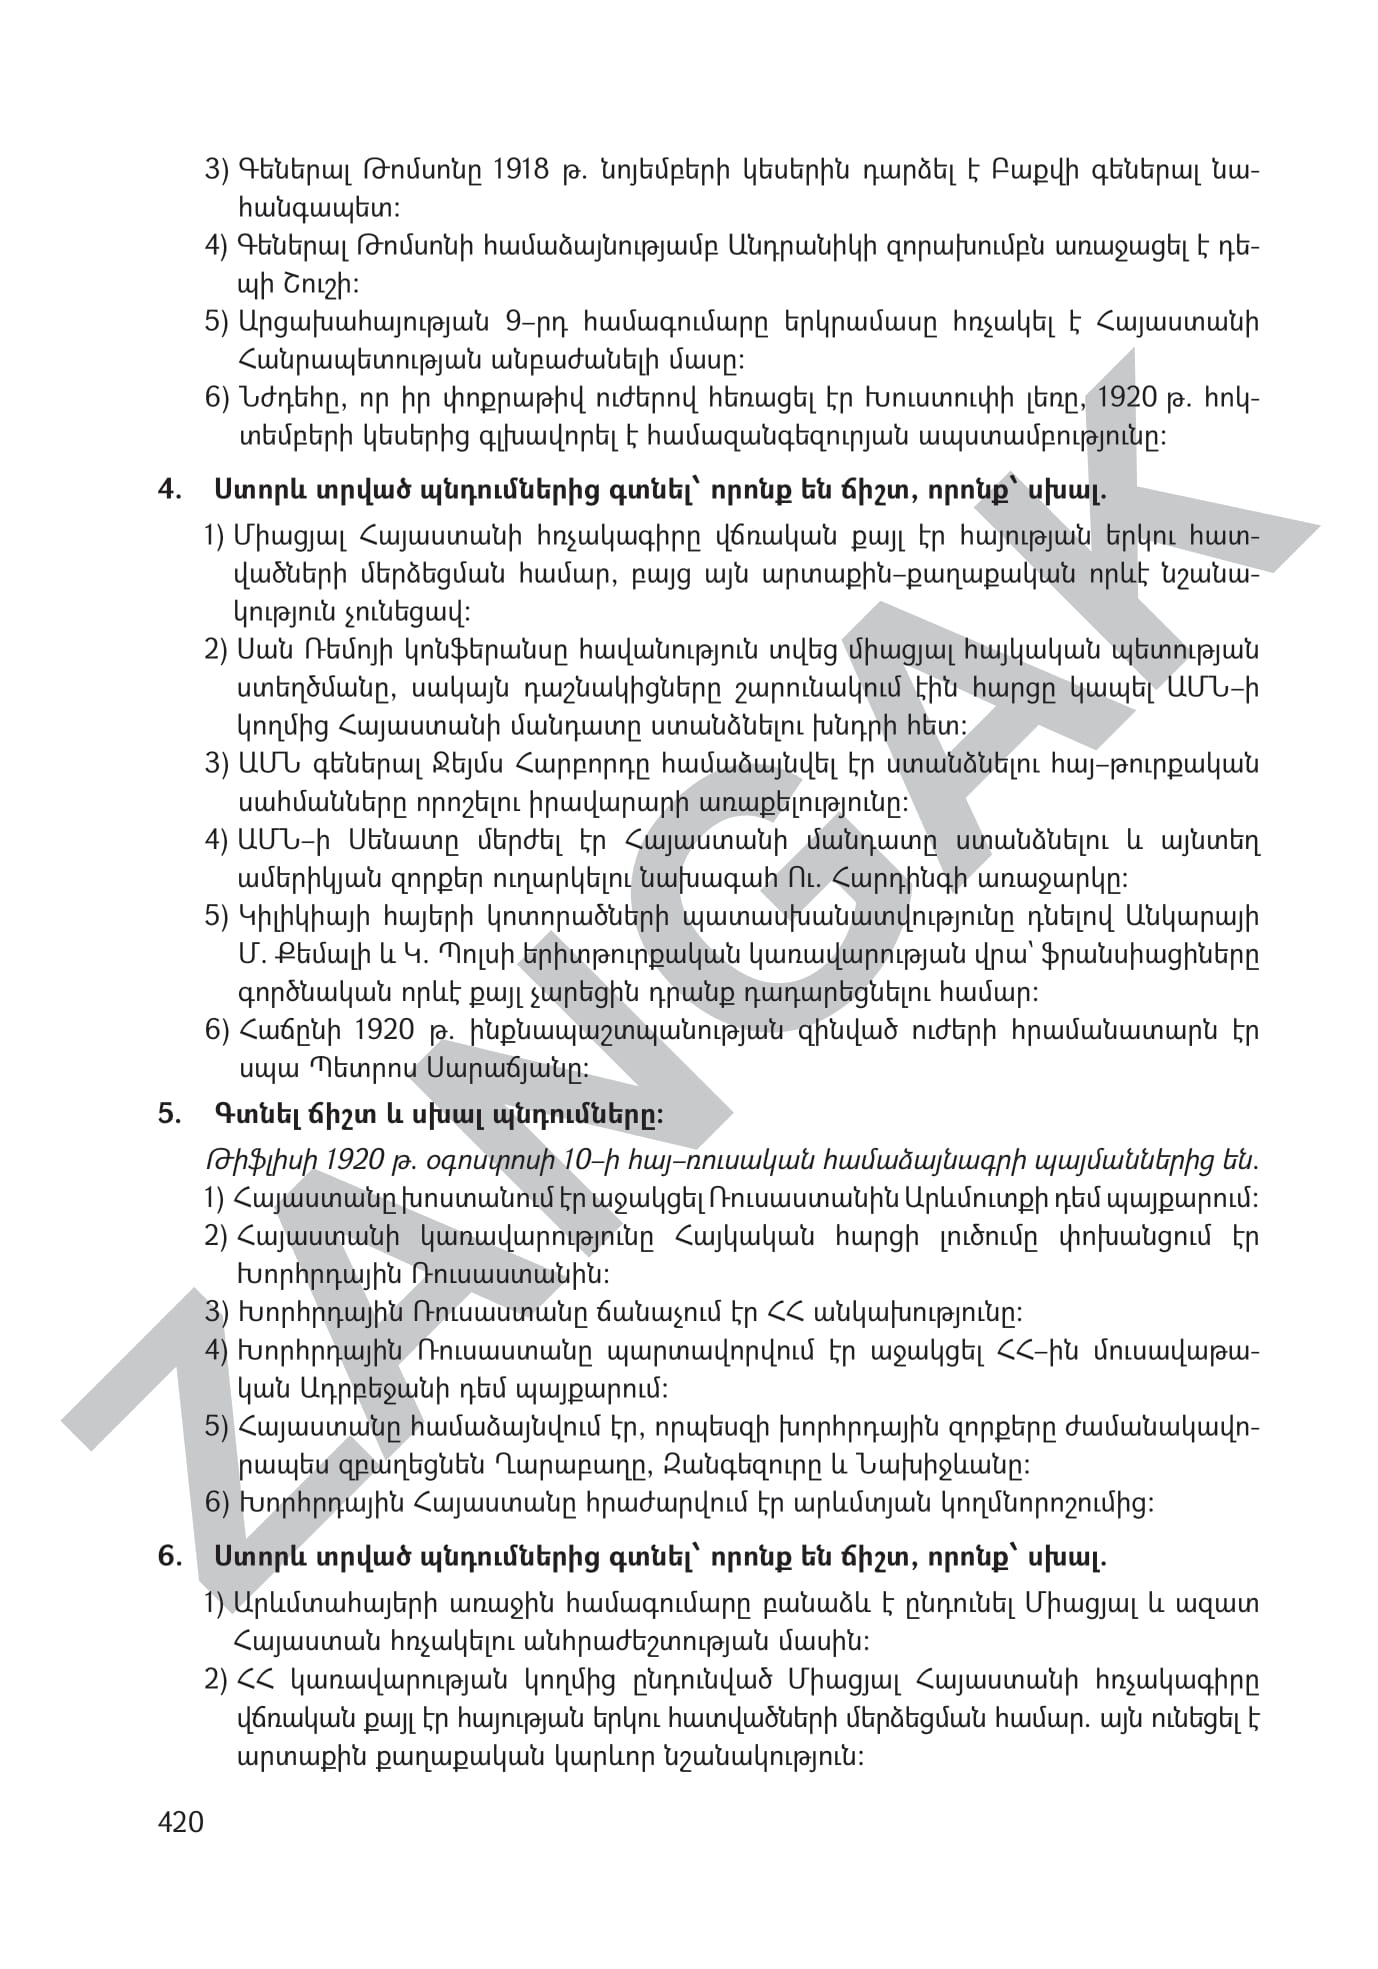 3) Գեներալ Թոմսոնը 1918 թ. նոյեմբերի կեսերին դարձել է Բաքվի գեներալ նա-
հանգապետ:
4) Գեներալ Թոմսոնի համաձայնությամբ Անդրանիկի զորախումբն առաջացել է դե-
պի Շուշի:
5) Արցախահայության 9–րդ համագումարը երկրամասը հռչակել է Հայաստանի
Հանրապետության անբաժանելի մասը:
6) Նժդեհը, որ իր փոքրաթիվ ուժերով հեռացել էր Խուստուփի լեռը, 1920 թ. հոկ-
տեմբերի կեսերից գլխավորել է համազանգեզուրյան ապստամբությունը:
4. Ստորև տրված պնդումներից գտնել՝ որոնք են ճիշտ, որոնք՝ սխալ.
1) Միացյալ Հայաստանի հռչակագիրը վճռական քայլ էր հայության երկու հատ-
վածների մերձեցման համար, բայց այն արտաքին–քաղաքական որևէ նշանա-
կություն չունեցավ:
2) Սան Ռեմոյի կոնֆերանսը հավանություն տվեց միացյալ հայկական պետության
ստեղծմանը, սակայն դաշնակիցները շարունակում էին հարցը կապել ԱՄՆ–ի
կողմից Հայաստանի մանդատը ստանձնելու խնդրի հետ:
3) ԱՄՆ գեներալ Ջեյմս Հարբորդը համաձայնվել էր ստանձնելու հայ–թուրքական
սահմանները որոշելու իրավարարի առաքելությունը:
4) ԱՄՆ–ի Սենատը մերժել էր Հայաստանի մանդատը ստանձնելու և այնտեղ
ամերիկյան զորքեր ուղարկելու նախագահ Ու. Հարդինգի առաջարկը:
5) Կիլիկիայի հայերի կոտորածների պատասխանատվությունը դնելով Անկարայի
Մ. Քեմալի և Կ. Պոլսի երիտթուրքական կառավարության վրա՝ ֆրանսիացիները
գործնական որևէ քայլ չարեցին դրանք դադարեցնելու համար:
6) Հաճընի 1920 թ. ինքնապաշտպանության զինված ուժերի հրամանատարն էր
սպա Պետրոս Սարաճյանը:
5. Գտնել ճիշտ և սխալ պնդումները:
Թիֆլիսի 1920 թ. օգոստոսի 10–ի հայ–ռուսական համաձայնագրի պայմաններից են.
1) Հայաստանը խոստանում էր աջակցել Ռուսաստանին Արևմուտքի դեմ պայքարում:
2) Հայաստանի կառավարությունը Հայկական հարցի լուծումը փոխանցում էր
Խորհրդային Ռուսաստանին:
3) Խորհրդային Ռուսաստանը ճանաչում էր ՀՀ անկախությունը:
4) Խորհրդային Ռուսաստանը պարտավորվում էր աջակցել ՀՀ–ին մուսավաթա-
կան Ադրբեջանի դեմ պայքարում:
5) Հայաստանը համաձայնվում էր, որպեսզի խորհրդային զորքերը ժամանակավո-
րապես զբաղեցնեն Ղարաբաղը, Զանգեզուրը և Նախիջևանը:
6) Խորհրդային Հայաստանը հրաժարվում էր արևմտյան կողմնորոշումից:
6. Ստորև տրված պնդումներից գտնել՝ որոնք են ճիշտ, որոնք՝ սխալ.
1) Արևմտահայերի առաջին համագումարը բանաձև է ընդունել Միացյալ և ազատ
Հայաստան հռչակելու անհրաժեշտության մասին:
2) ՀՀ կառավարության կողմից ընդունված Միացյալ Հայաստանի հռչակագիրը
վճռական քայլ էր հայության երկու հատվածների մերձեցման համար. այն ունեցել է
արտաքին քաղաքական կարևոր նշանակություն:
420
ZANGAK